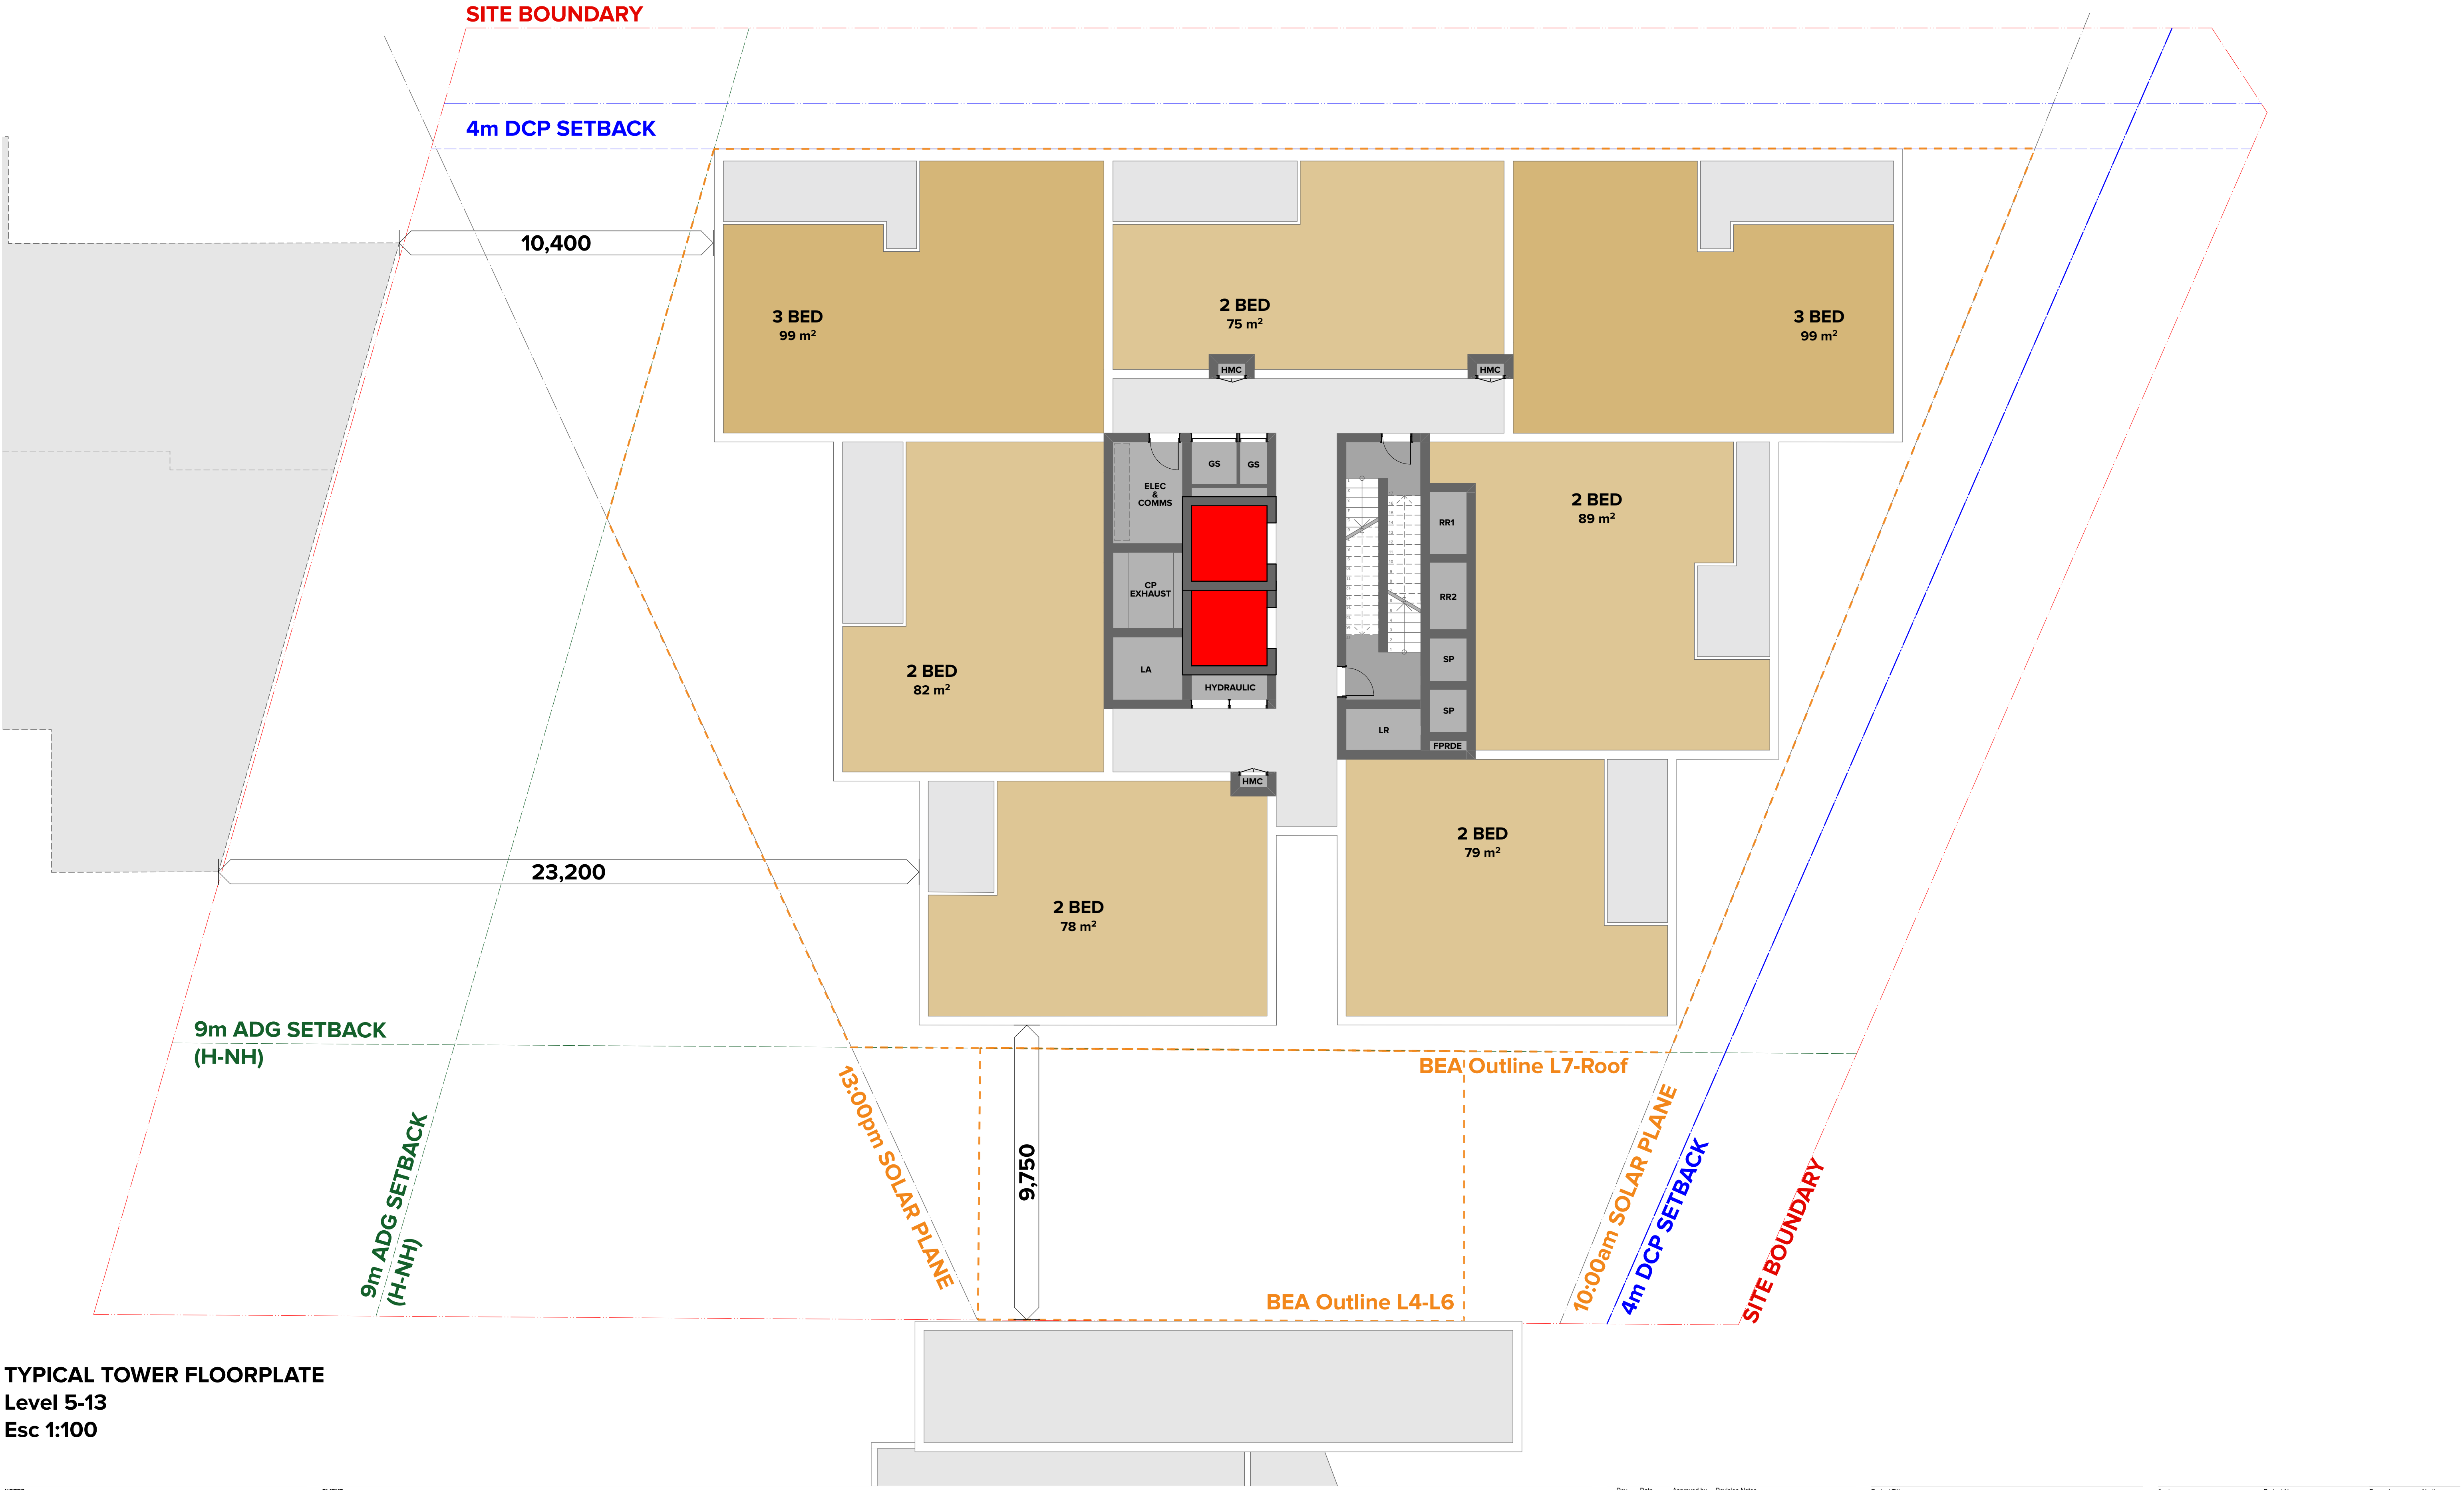 SITE BOUNDARY
4m DCP SETBACK
10,400
3 BED
99 m²
2 BED
75 m²
3 BED
99 m²
HMC
HMC
ELEC
&
COMMS
GS
GS
2 BED
89 m²
RR1
CP
EXHAUST
RR2
2 BED
82 m²
LA
HYDRAULIC
SP
SP
LR
FPRDE
HMC
2 BED
79 m²
23,200
2 BED
78 m²
9m ADG SETBACK
(H-NH)
BEA Outline L7-Roof
9m ADG SETBACK
(H-NH)
13:00pm SOLAR PLANE
9,750
10:00am SOLAR PLANE
4m DCP SETBACK
SITE BOUNDARY
BEA Outline L4-L6
TYPICAL TOWER FLOORPLATE
Level 5-13
Esc 1:100